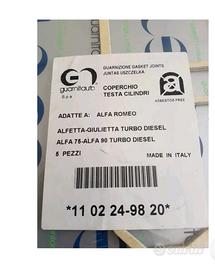 GUARNIZIONE GASKET JOINTS
JUNTAS USZCZELKA
guarnitauto
S.p.a
COPERCHIO
TESTA CILINDRI
ASBESTOS FREE
ADATTE A: ALFA ROMEO
ALFETTA-GIULIETTA TURBO DIESEL
ALFA 75-ALFA 90 TURBO DIESEL
5 PEZZI
MADE IN ITALY
*11 02 24-98 20*
subito